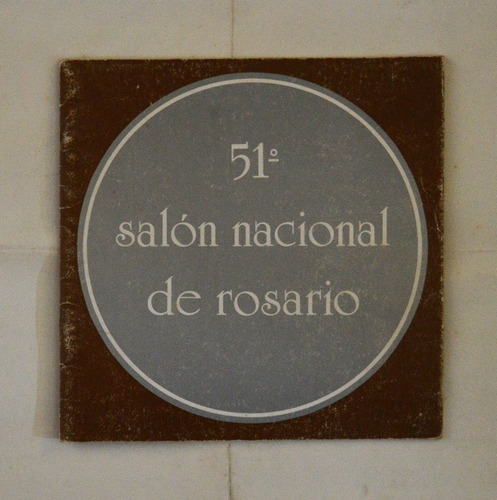 51º
salón nacional
de rosario